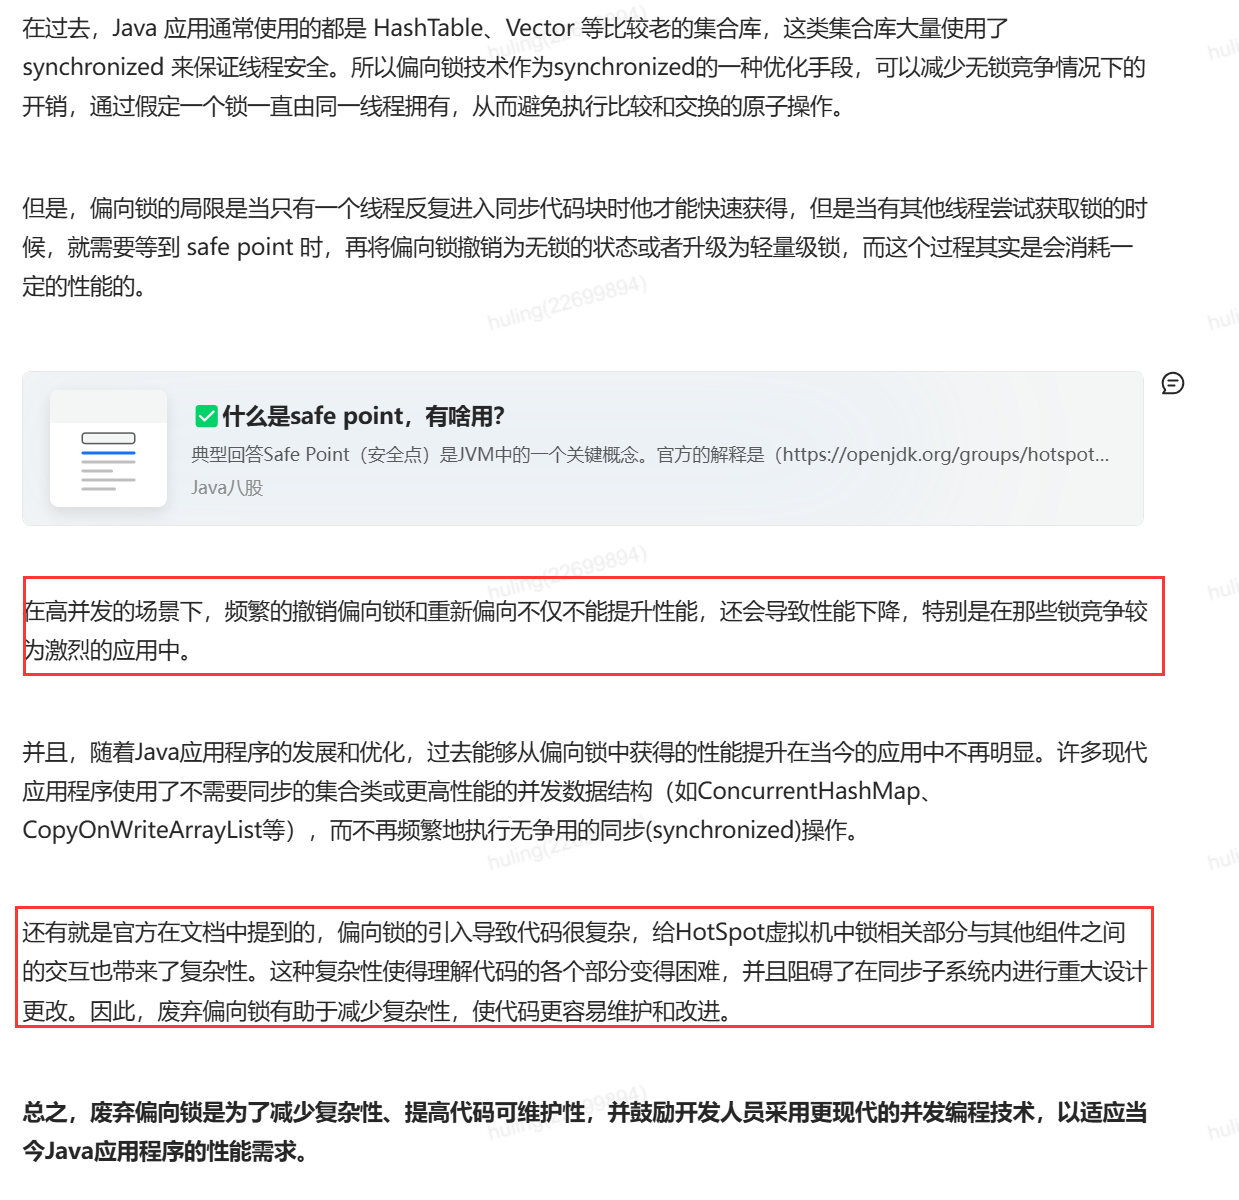 在过去，Java 应用通常使用的都是 HashTable、Vector 等比较老的集合库，这类集合库大量使用了
synchronized 来保证线程安全。所以偏向锁技术作为synchronized的一种优化手段，可以减少无锁竞争情况下的
开销，通过假定一个锁一直由同一线程拥有，从而避免执行比较和交换的原子操作。
但是，偏向锁的局限是当只有一个线程反复进入同步代码块时他才能快速获得，但是当有其他线程尝试获取锁的时
候，就需要等到 safe point 时，再将偏向锁撤销为无锁的状态或者升级为轻量级锁，而这个过程其实是会消耗一
定的性能的。
huling(22699894)
✅什么是safe point，有啥用？
典型回答Safe Point（安全点）是JVM中的一个关键概念。官方的解释是（https://openjdk.org/groups/hotspot...
Java八股
huling(22699894)
在高并发的场景下，频繁的撤销偏向锁和重新偏向不仅不能提升性能，还会导致性能下降，特别是在那些锁竞争较
为激烈的应用中。
并且，随着Java应用程序的发展和优化，过去能够从偏向锁中获得的性能提升在当今的应用中不再明显。许多现代
应用程序使用了不需要同步的集合类或更高性能的并发数据结构（如ConcurrentHashMap、
CopyOnWriteArrayList等），而不再频繁地执行无争用的同步(synchronized)操作。
还有就是官方在文档中提到的，偏向锁的引入导致代码很复杂，给HotSpot虚拟机中锁相关部分与其他组件之间
的交互也带来了复杂性。这种复杂性使得理解代码的各个部分变得困难，并且阻碍了在同步子系统内进行重大设计
更改。因此，废弃偏向锁有助于减少复杂性，使代码更容易维护和改进。
总之，废弃偏向锁是为了减少复杂性、提高代码可维护性，并鼓励开发人员采用更现代的并发编程技术，以适应当
今Java应用程序的性能需求。